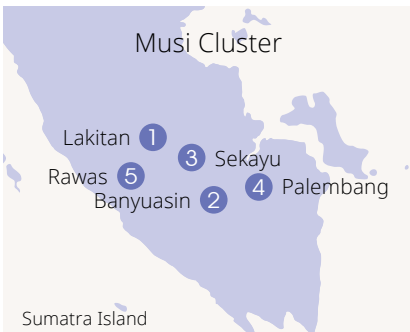 Musi Cluster
Lakitan 1
3 Sekayu
Rawas 5
Banyuasin 2
4 Palembang
Sumatra Island